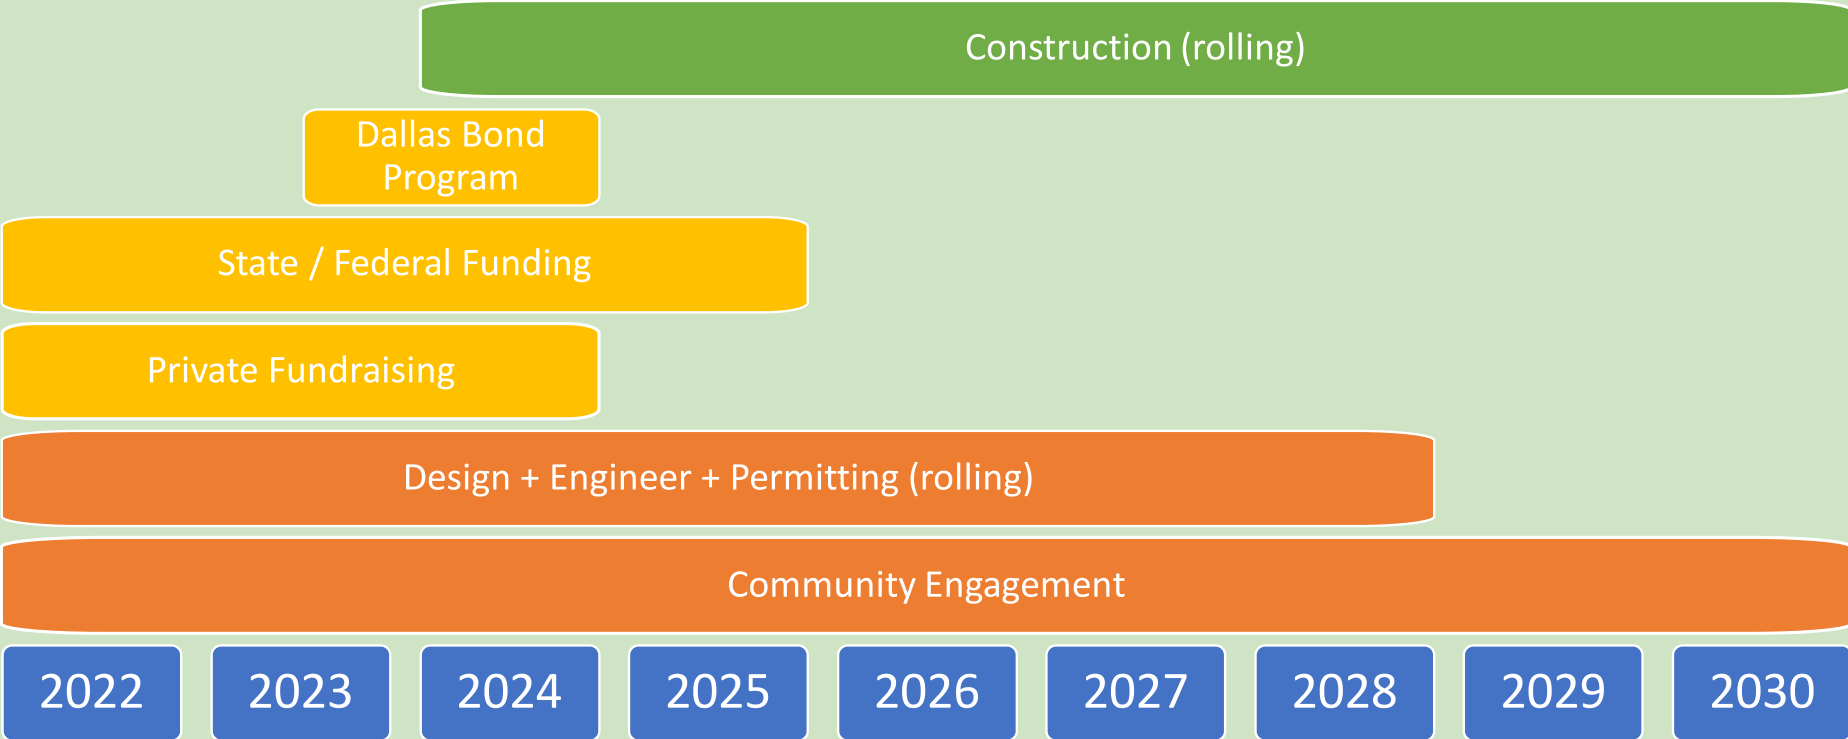 Construction (rolling)
Dallas Bond
Program
State / Federal Funding
Private Fundraising
Design + Engineer + Permitting (rolling)
Community Engagement
2022 2023 2024 2025 2026 2027 2028 2029 2030